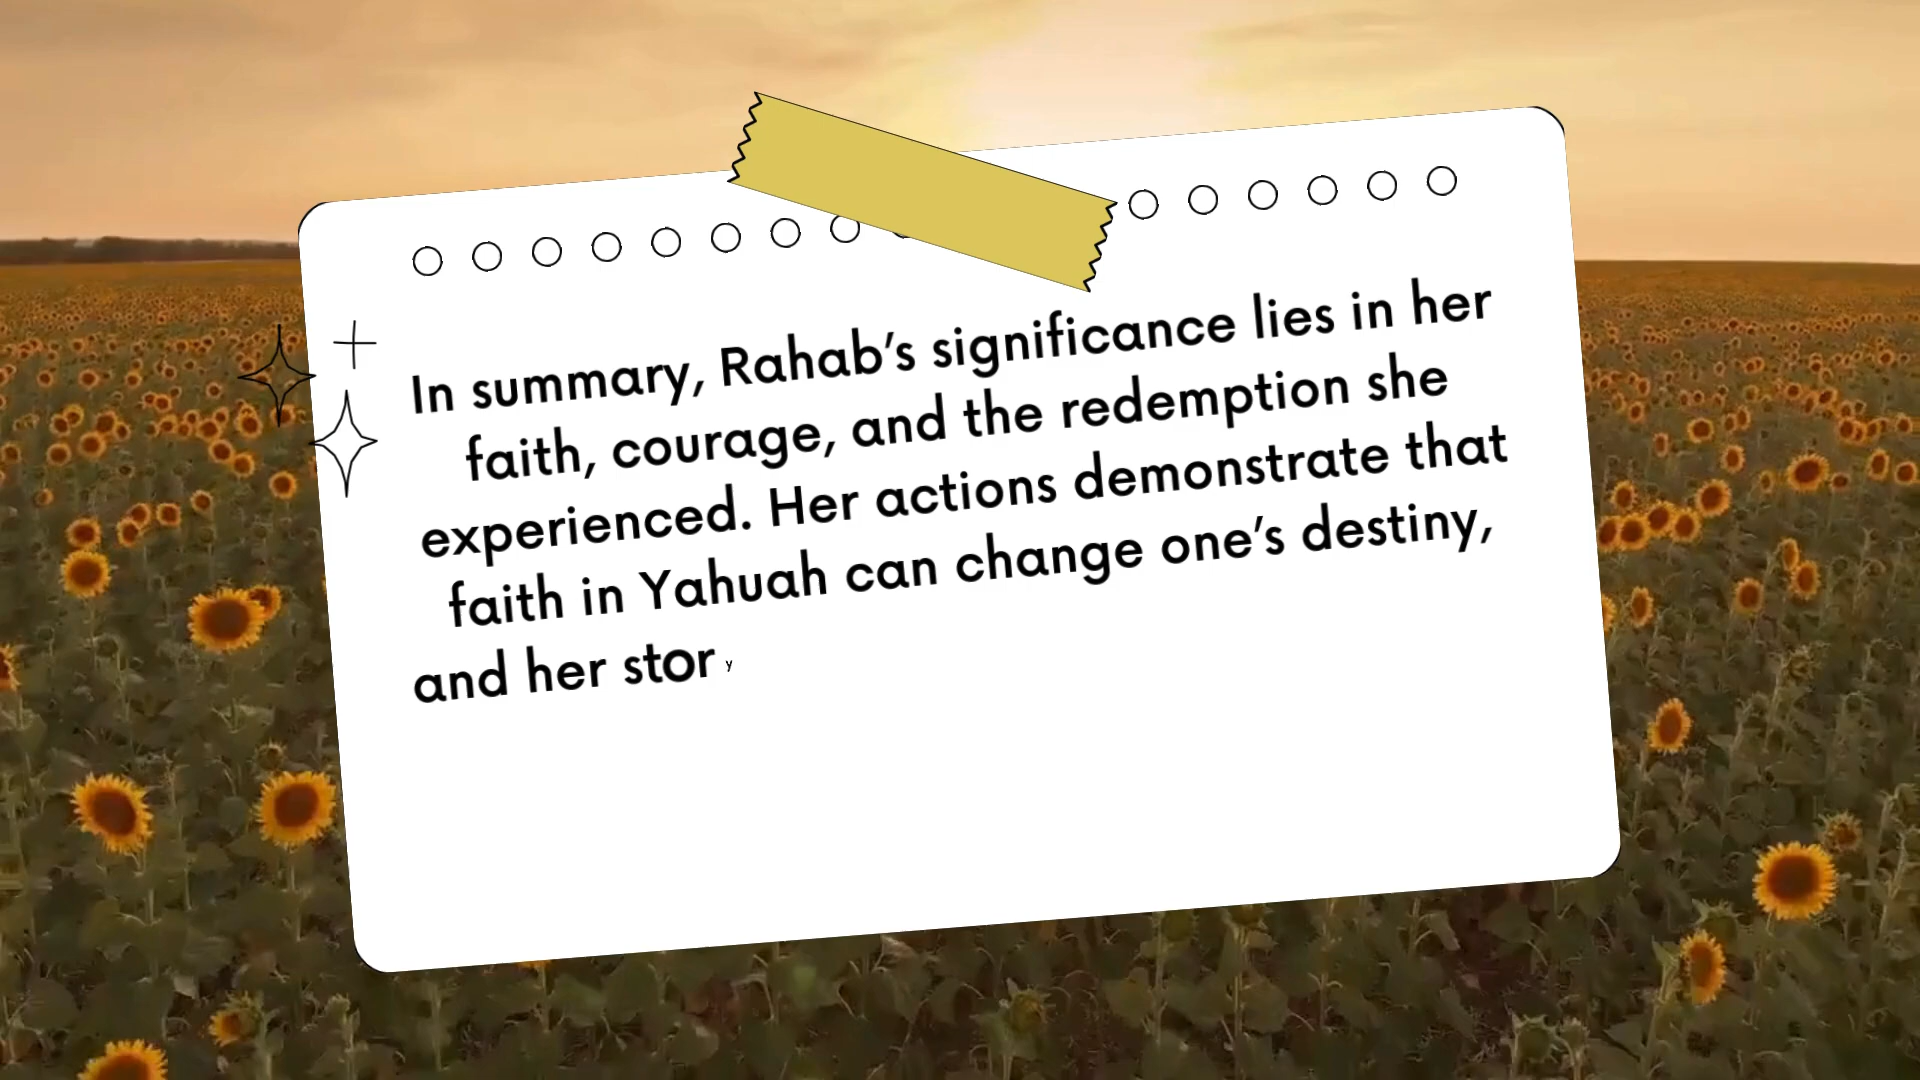 In summary, Rahab’s significance lies in her
faith, courage, and the redemption she
experienced. Her actions demonstrate that
faith in Yahuah can change one’s destiny,
and her story